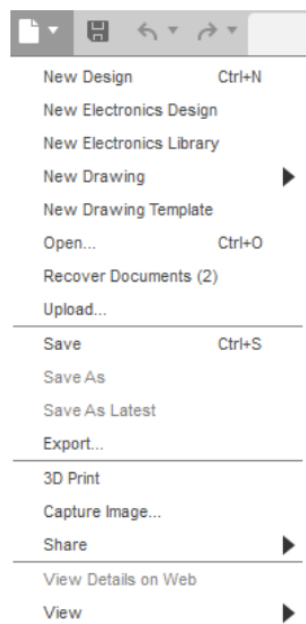 New Design Ctrl+N
New Electronics Design
New Electronics Library
New Drawing
New Drawing Template
Open... Ctrl+O
Recover Documents (2)
Upload...
Save Ctrl+S
Save As
Save As Latest
Export...
3D Print
Capture Image...
Share
View Details on Web
View